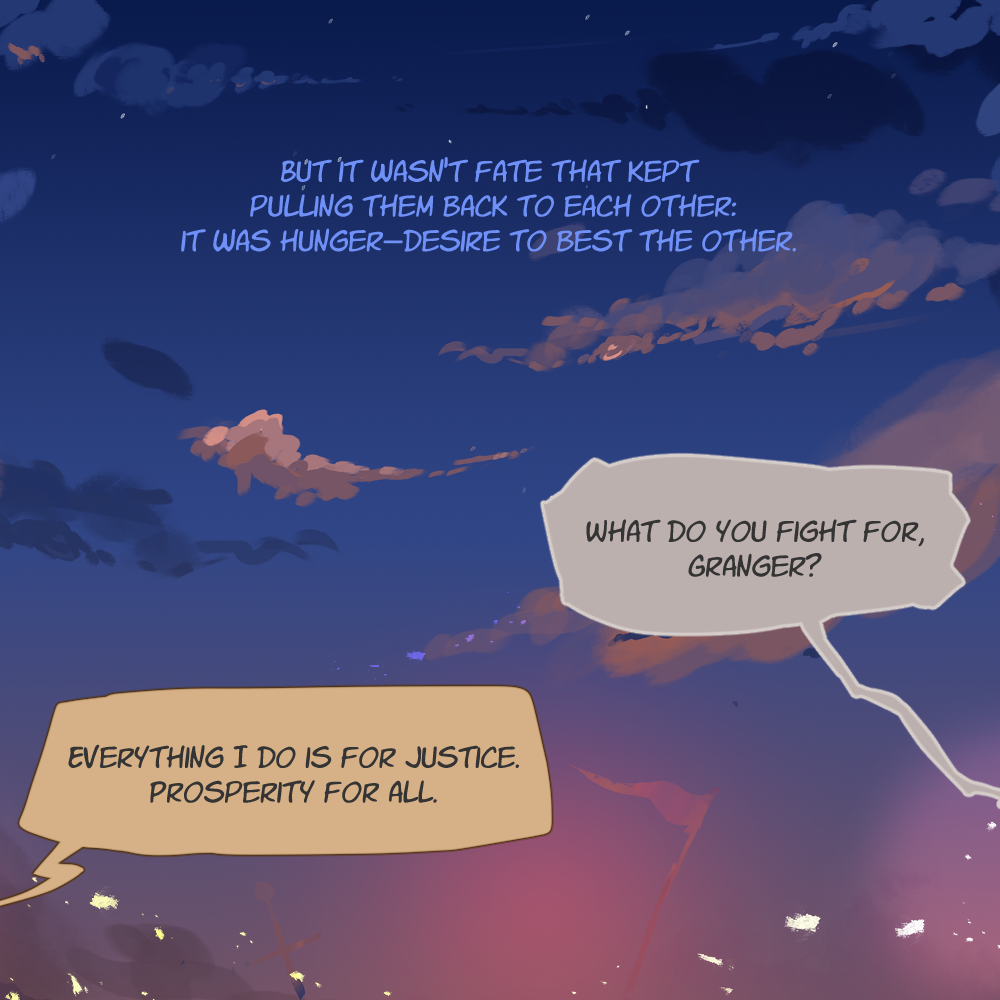 BUT IT WASN'T FATE THAT KEPT
PULLING THEM BACK TO EACH OTHER:
IT WAS HUNGER—DESIRE TO BEST THE OTHER.
WHAT DO YOU FIGHT FOR,
GRANGER?
EVERYTHING I DO IS FOR JUSTICE.
PROSPERITY FOR ALL.